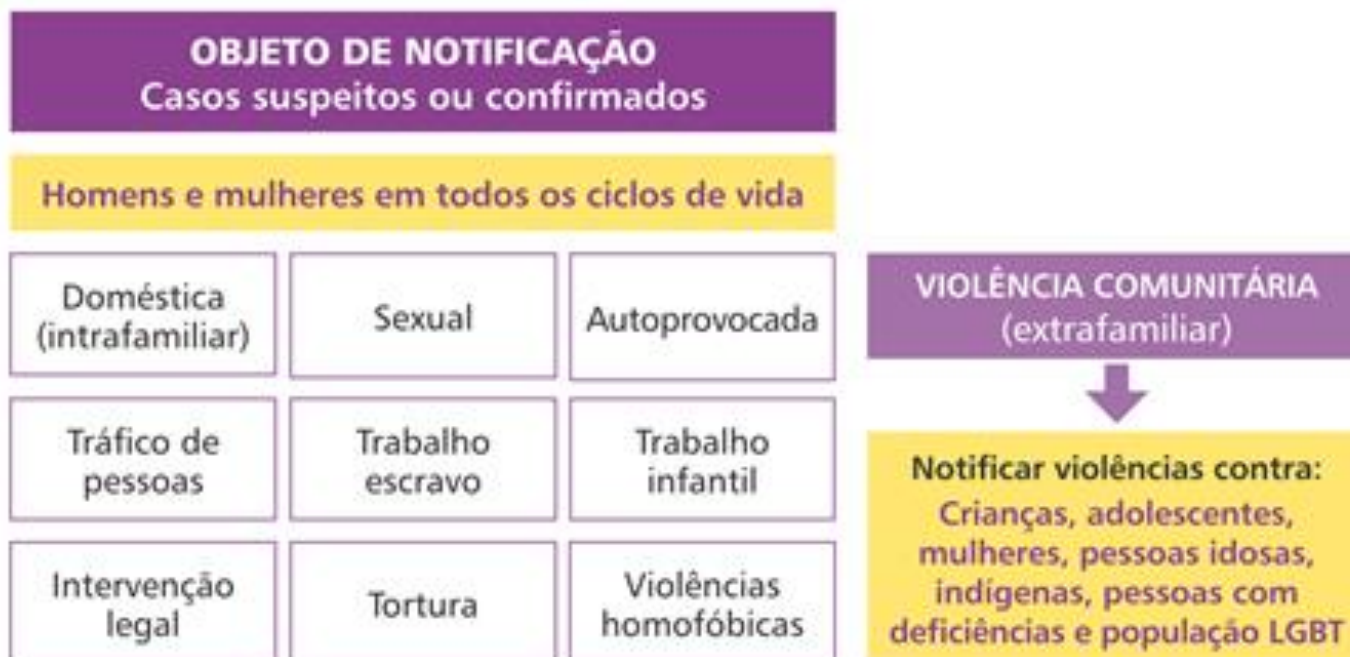 OBJETO DE NOTIFICAÇÃO
Casos suspeitos ou confirmados
Homens e mulheres em todos os ciclos de vida
Doméstica
(intrafamiliar)
Sexual
Autoprovocada
Tráfico de
pessoas
Trabalho
escravo
Trabalho
infantil
Intervenção
legal
Tortura
Violências
homofóbicas
VIOLÊNCIA COMUNITÁRIA
(extrafamiliar)
Notificar violências contra:
Crianças, adolescentes,
mulheres, pessoas idosas,
indígenas, pessoas com
deficiências e população LGBT